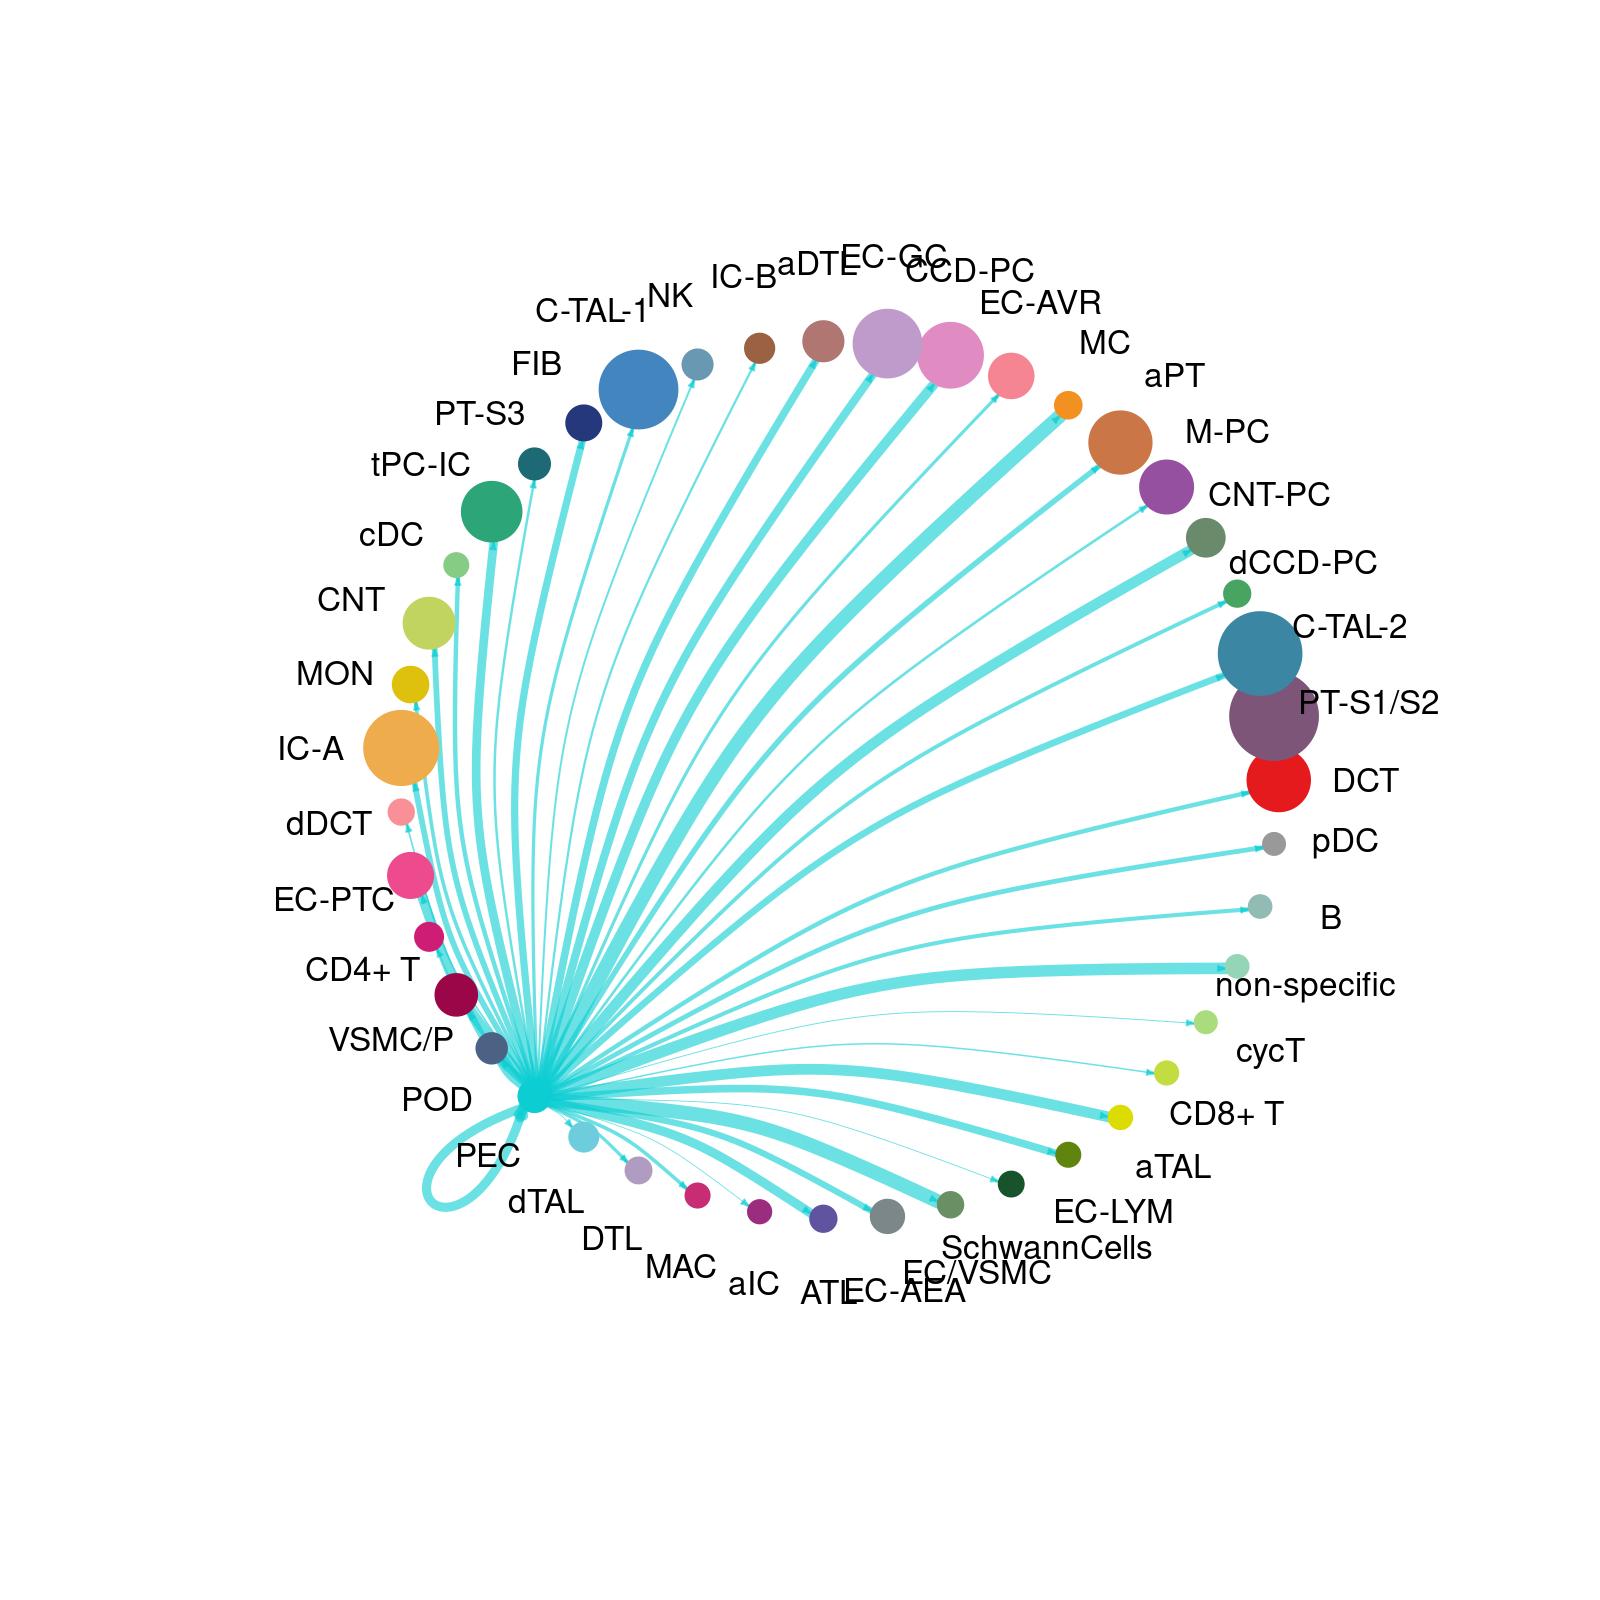 EC-GC
aDTL
CCD-PC
IC-B
NK
EC-AVR
C-TAL-1
MC
FIB
aPT
PT-S3
M-PC
tPC-IC
CNT-PC
cDC
dCCD-PC
CNT
C-TAL-2
MON
PT-S1/S2
IC-A
DCT
dDCT
pDC
EC-PTC
B
CD4+ T
non-specific
VSMC/P
cycT
POD
CD8+ T
PEC
aTAL
dTAL
EC-LYM
DTL
SchwannCells
MAC
EC/VSMC
aIC
ATL
EC-AEA